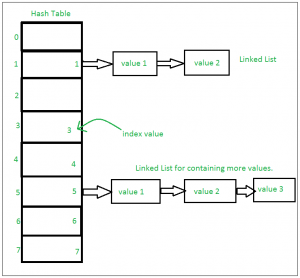 Hash Table
0
1 1 value 1 value 2 Linked List
2
3 3 index value
4 4
Linked List for containing more values.
5 5 value 1 value 2 value 3
6 6
7 7